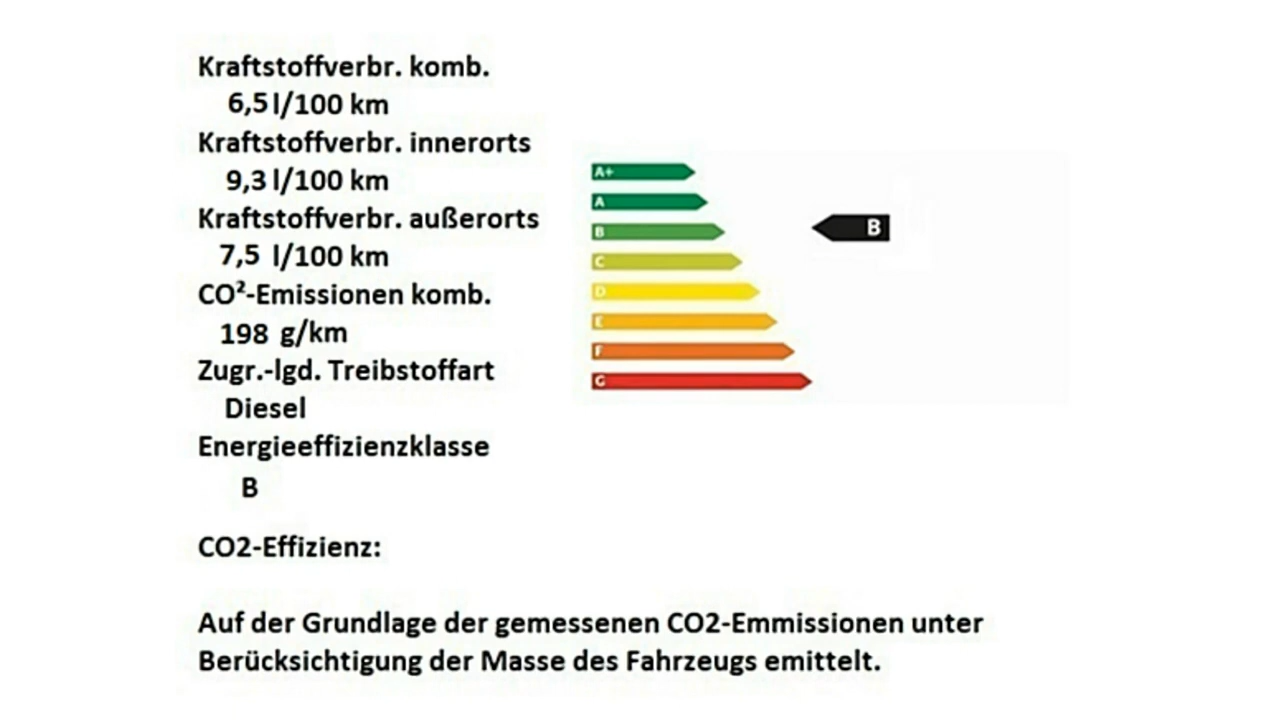 Kraftstoffverbr. komb.
6,5 l/100 km
Kraftstoffverbr. innerorts
9,3 l/100 km
Kraftstoffverbr. außerorts
7,5 l/100 km
CO²-Emissionen komb.
198 g/km
Zugr.-lgd. Treibstoffart
Diesel
Energieeffizienzklasse
B
A+
A
B
C
D
E
F
G
B
CO2-Effizienz:
Auf der Grundlage der gemessenen CO2-Emmissionen unter
Berücksichtigung der Masse des Fahrzeugs emittelt.